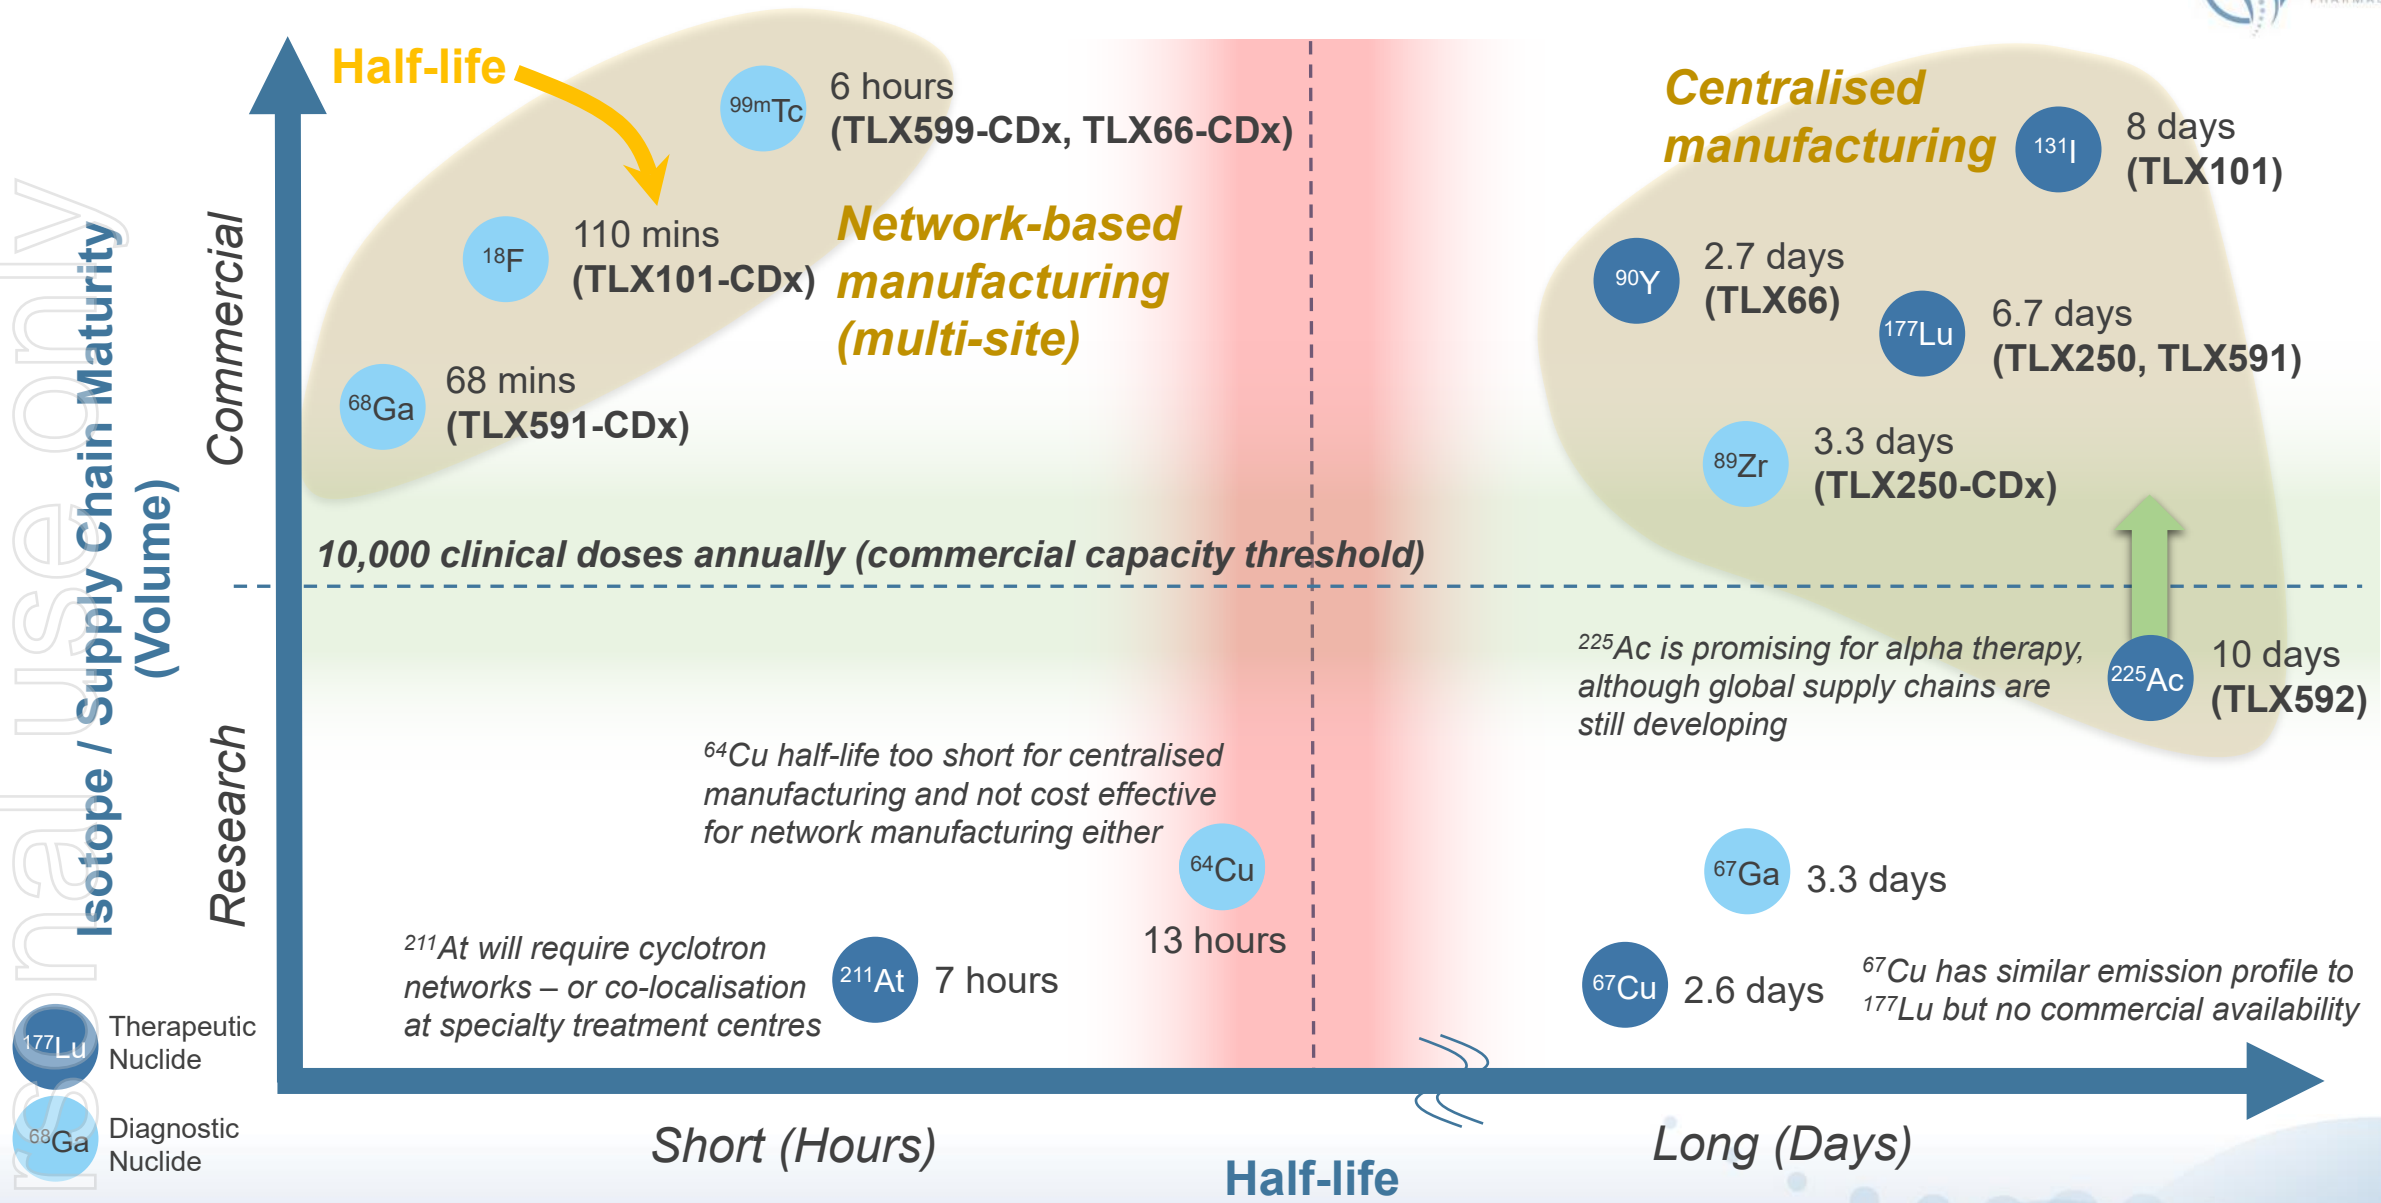 Half-life
99mTc
6 hours
(TLX599-CDx, TLX66-CDx)
18F
110 mins
(TLX101-CDx)
68Ga
68 mins
(TLX591-CDx)
Network-based
manufacturing
(multi-site)
Centralised
manufacturing
131I
8 days
(TLX101)
90Y
2.7 days
(TLX66)
177Lu
6.7 days
(TLX250, TLX591)
89Zr
3.3 days
(TLX250-CDx)
10,000 clinical doses annually (commercial capacity threshold)
225Ac is promising for alpha therapy,
although global supply chains are
still developing
225Ac
10 days
(TLX592)
64Cu half-life too short for centralised
manufacturing and not cost effective
for network manufacturing either
64Cu
13 hours
67Ga
3.3 days
211At will require cyclotron
networks – or co-localisation
at specialty treatment centres
211At
7 hours
67Cu
2.6 days
67Cu has similar emission profile to
177Lu but no commercial availability
Isotope / Supply Chain Maturity
(Volume)
Commercial
Research
177Lu
Therapeutic
Nuclide
68Ga
Diagnostic
Nuclide
Short (Hours)
Long (Days)
Half-life
rsonal use only